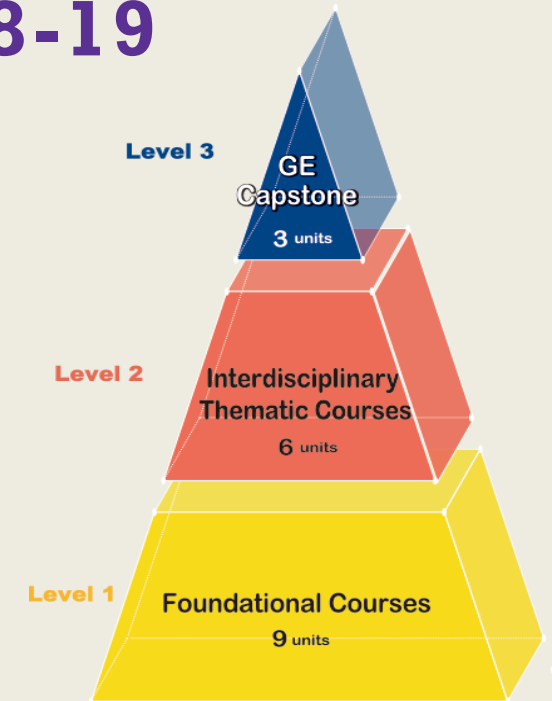 8-19
Level 3
GE
Capstone
3 units
Level 2
Interdisciplinary
Thematic Courses
6 units
Level 1
Foundational Courses
9 units